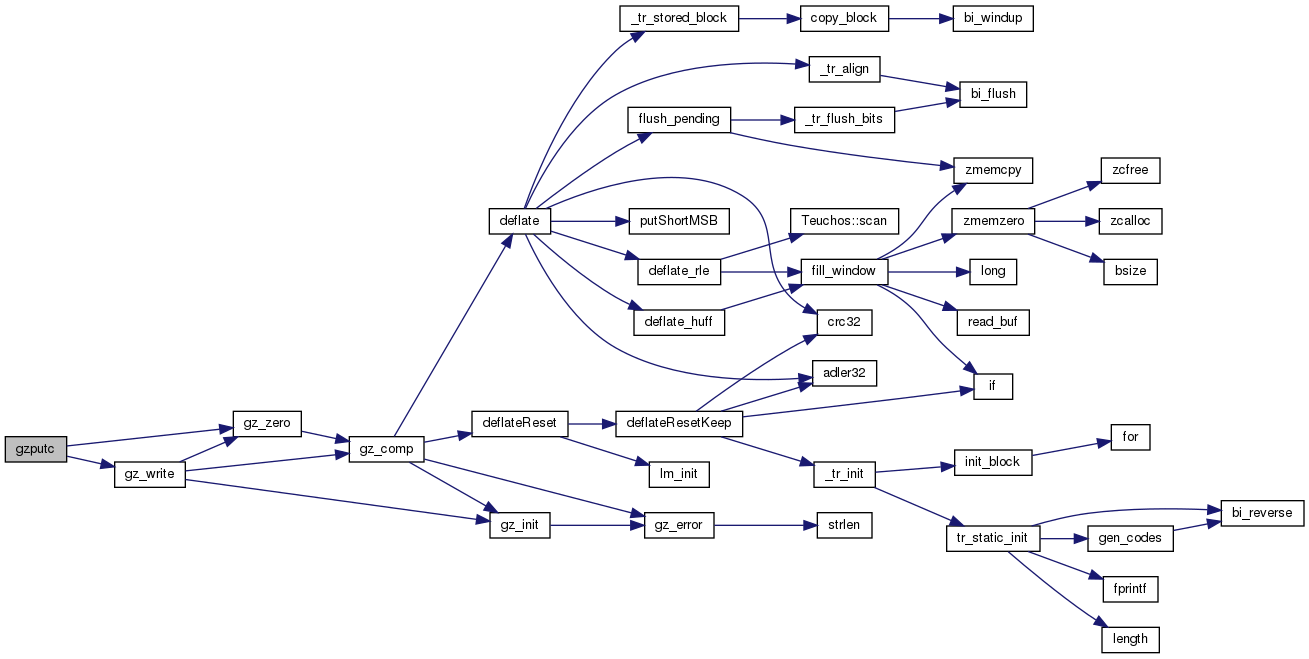 _tr_stored_block
copy_block
bi_windup
_tr_align
bi_flush
flush_pending
_tr_flush_bits
zmemcpy
zcfree
deflate
putShortMSB
Teuchos::scan
zmemzero
zcalloc
deflate_rle
fill_window
long
bsize
deflate_huff
crc32
read_buf
adler32
if
gz_zero
deflateReset
deflateResetKeep
for
gzputc
gz_comp
gz_write
lm_init
_tr_init
init_block
gz_init
gz_error
strlen
tr_static_init
gen_codes
bi_reverse
fprintf
length